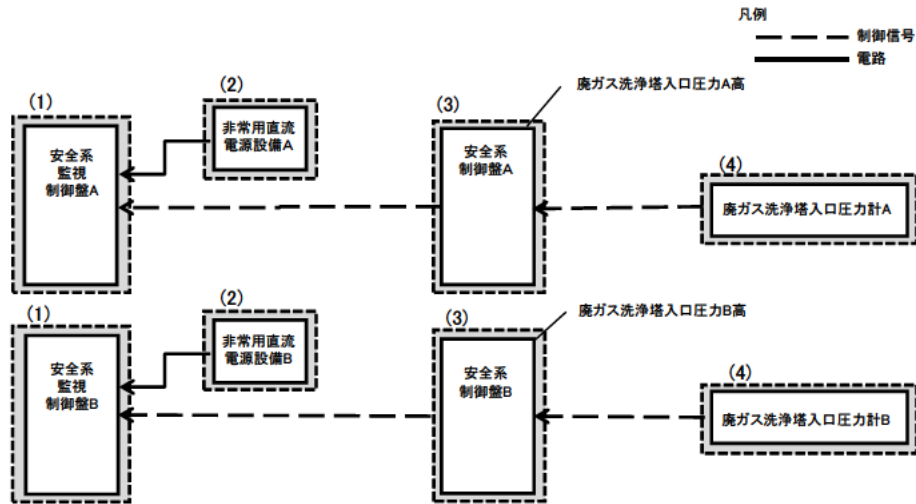 凡例
制御信号
電路
(1)
安全系
監視
制御盤A
(2)
非常用直流
電源設備A
(3)
廃ガス洗浄塔入口圧力A高
安全系
制御盤A
(4)
廃ガス洗浄塔入口圧力計A
(1)
安全系
監視
制御盤B
(2)
非常用直流
電源設備B
(3)
廃ガス洗浄塔入口圧力B高
安全系
制御盤B
(4)
廃ガス洗浄塔入口圧力計B